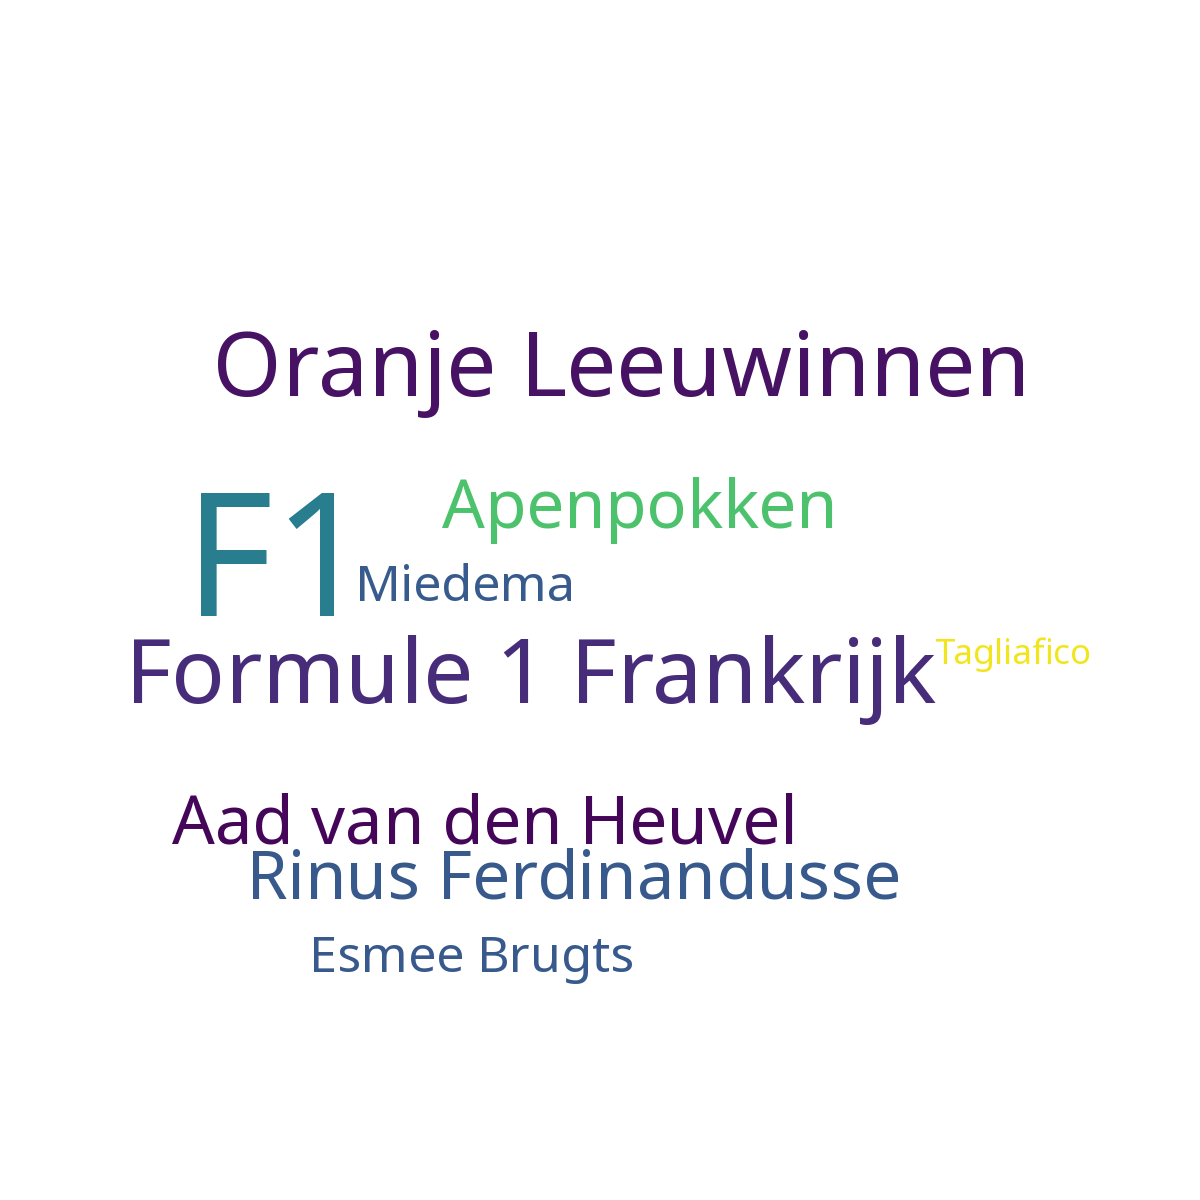 Oranje Leeuwinnen
F1
Apenpokken
Miedema
Formule 1 Frankrijk
Tagliafico
Aad van den Heuvel
Rinus Ferdinandusse
Esmee Brugts